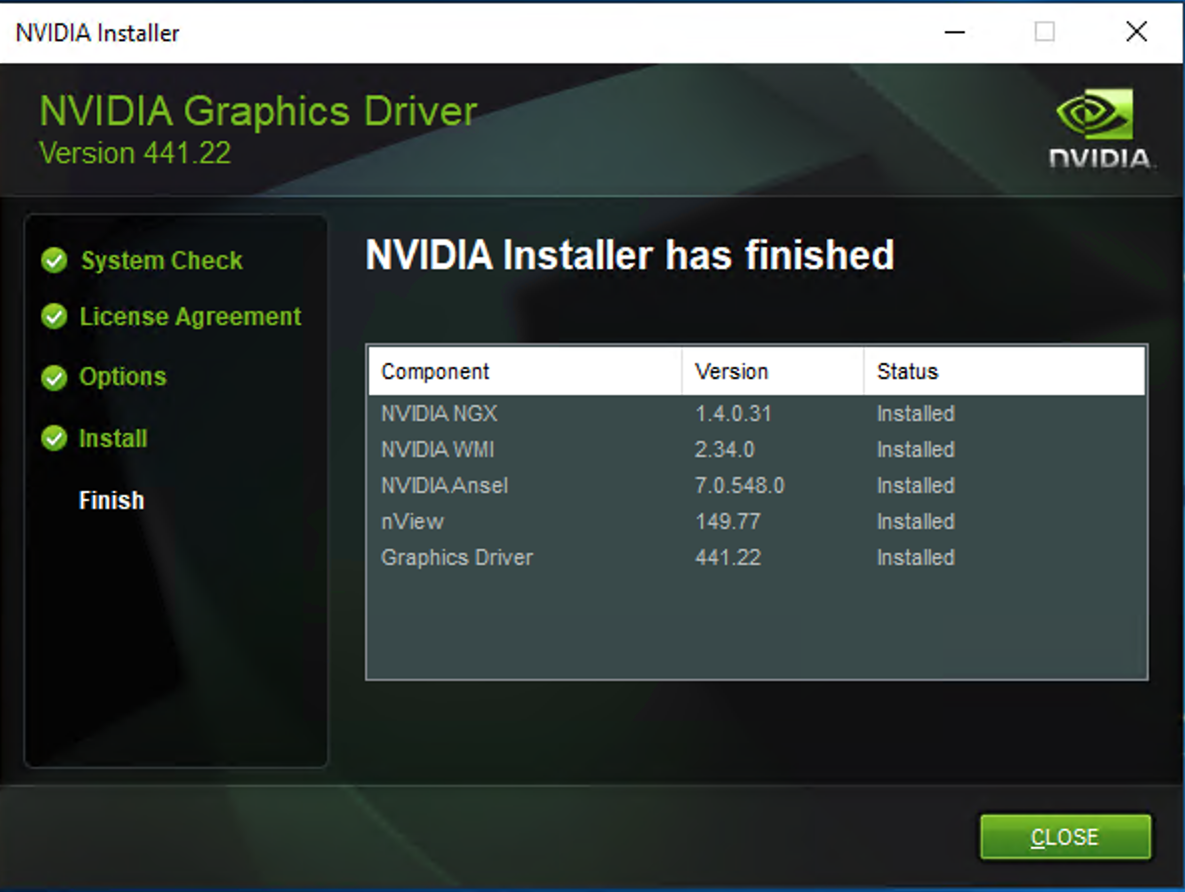 NVIDIA Installer
NVIDIA Graphics Driver
Version 441.22
NVIDIA
System Check
License Agreement
Options
Install
Finish
NVIDIA Installer has finished
Component Version Status
NVIDIA NGX 1.4.0.31 Installed
NVIDIA WMI 2.34.0 Installed
NVIDIA Ansel 7.0.548.0 Installed
nView 149.77 Installed
Graphics Driver 441.22 Installed
CLOSE